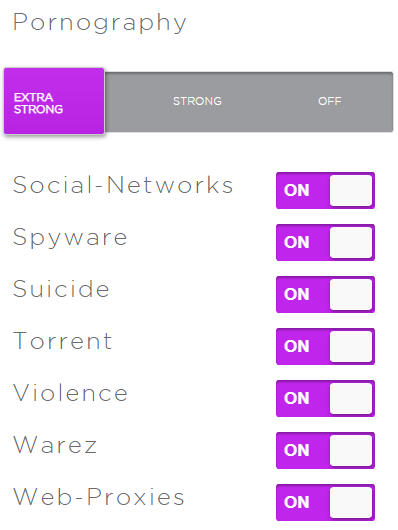 Pornography
EXTRA
STRONG
STRONG
OFF
Social-Networks
ON
Spyware
ON
Suicide
ON
Torrent
ON
Violence
ON
Warez
ON
Web-Proxies
ON